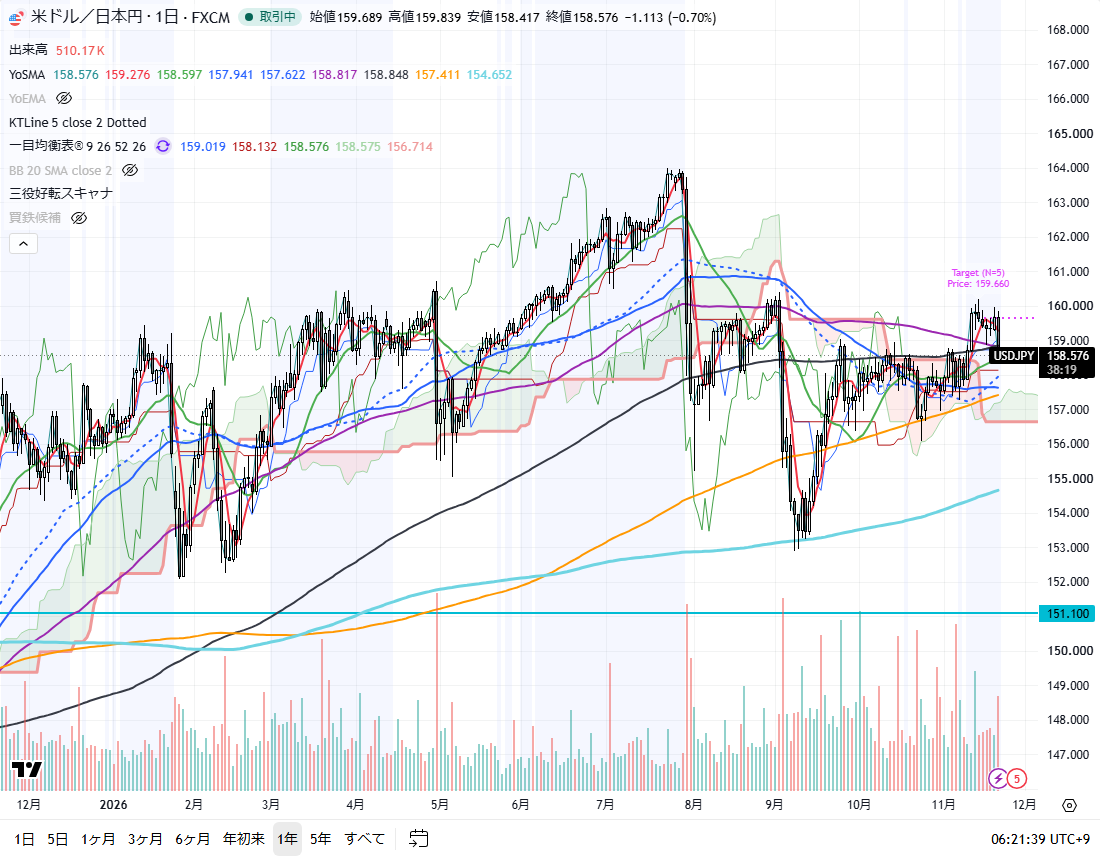 米ドル／日本円 · 1日 · FXCM 取引中 始値159.689 高値159.839 安値158.417 終値158.576 −1.113 (−0.70%)
出来高 510.17K
YoSMA 158.576 159.276 158.597 157.941 157.622 158.817 158.848 157.411 154.652
YoEMA
KTLine 5 close 2 Dotted
一目均衡表® 9 26 52 26 159.019 158.132 158.576 158.575 156.714
BB 20 SMA close 2
三役好転スキャナ
買鉄候補
168.000
167.000
166.000
165.000
164.000
163.000
162.000
161.000
160.000
159.000
157.000
156.000
155.000
154.000
153.000
152.000
151.100
150.000
149.000
148.000
147.000
Target (N=5)
Price: 159.660
USDJPY 158.576
38:19
5
12月 2026 2月 3月 4月 5月 6月 7月 8月 9月 10月 11月 12月
1日 5日 1ヶ月 3ヶ月 6ヶ月 年初来 1年 5年 すべて 06:21:39 UTC+9